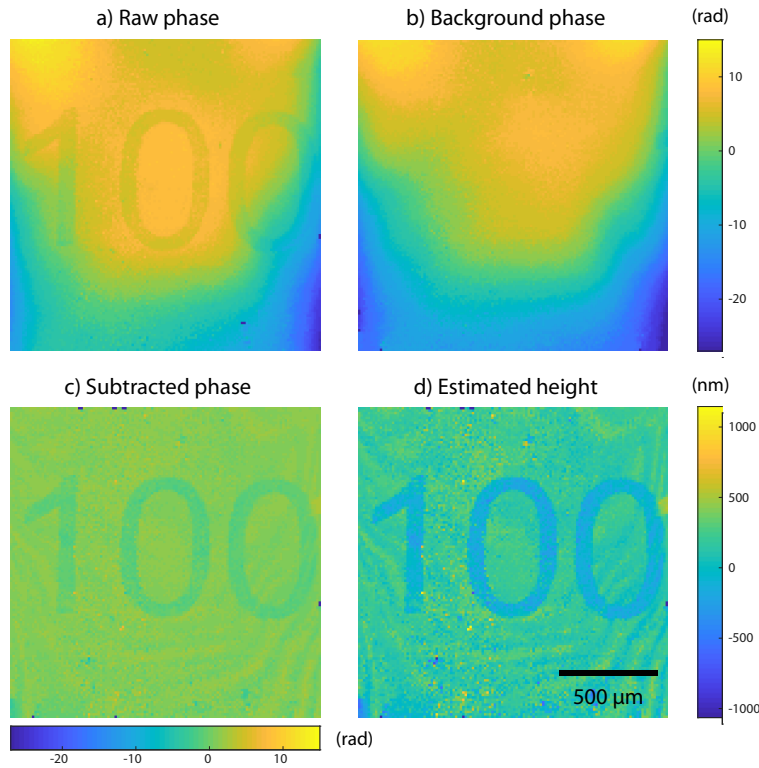 a) Raw phase
b) Background phase
(rad)
100
10
0
-10
-20
c) Subtracted phase
d) Estimated height
(nm)
100
100
1000
500
0
-500
-1000
500 μm
-20
-10
0
10
(rad)